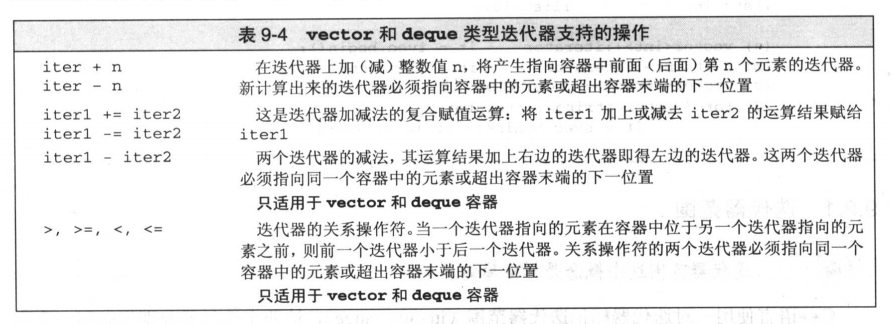 表 9-4 vector 和 deque 类型迭代器支持的操作
iter + n 在迭代器上加(减)整数值 n,将产生指向容器中前面(后面)第 n 个元素的迭代器。
iter - n 新计算出来的迭代器必须指向容器中的元素或超出容器末端的下一位置
iter1 += iter2 这是迭代器加减法的复合赋值运算:将 iter1 加上或减去 iter2 的运算结果赋给
iter1 -= iter2 iter1
iter1 - iter2 两个迭代器的减法,其运算结果加上右边的迭代器即得左边的迭代器。这两个迭代器
必须指向同一个容器中的元素或超出容器末端的下一位置
只适用于 vector 和 deque 容器
>, >=, <, <= 迭代器的关系操作符。当一个迭代器指向的元素在容器中位于另一个迭代器指向的元
素之前,则前一个迭代器小于后一个迭代器。关系操作符的两个迭代器必须指向同一个
容器中的元素或超出容器末端的下一位置
只适用于 vector 和 deque 容器